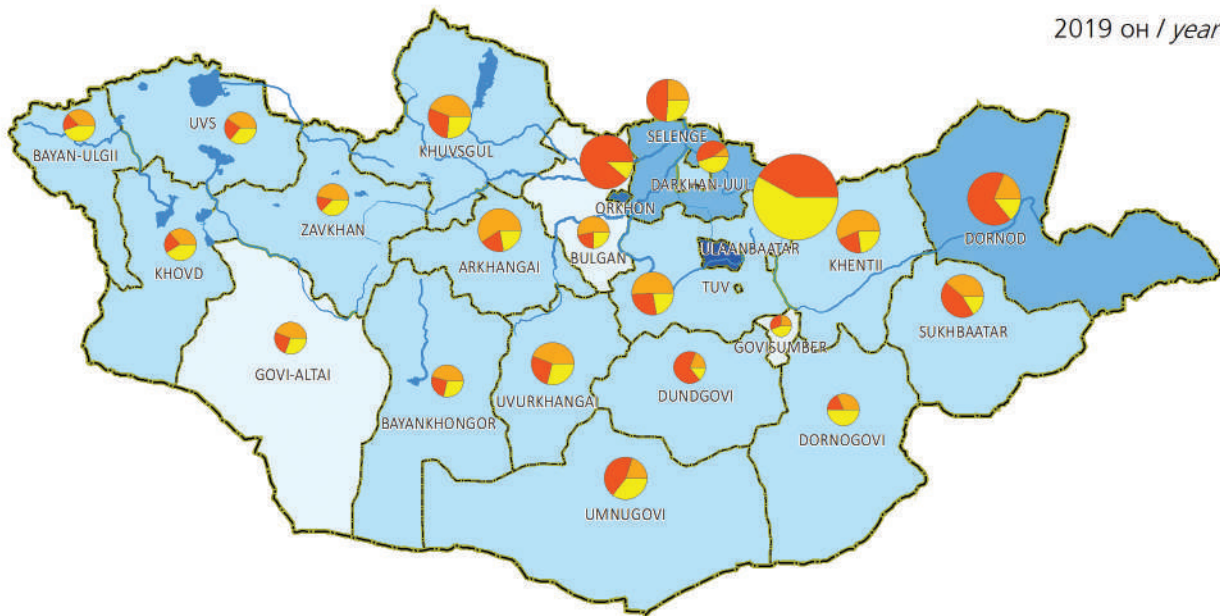 2019 он / year
SELENGE
UVS
BAYAN-ULGII
KHUVSGUL
DARKHAN-UUL
ORKHON
ZAVKHAN
DORNOD
KHOVD
ARKHANGAI
BULGAN
ULAANBAATAR
KHENTII
TUV
SUKHBAATAR
GOVI-ALTAI
GOVISUMBER
UVURKHANGAI
DUNDGOVI
BAYANKHONGOR
DORNOGOVI
UMNUGOVI